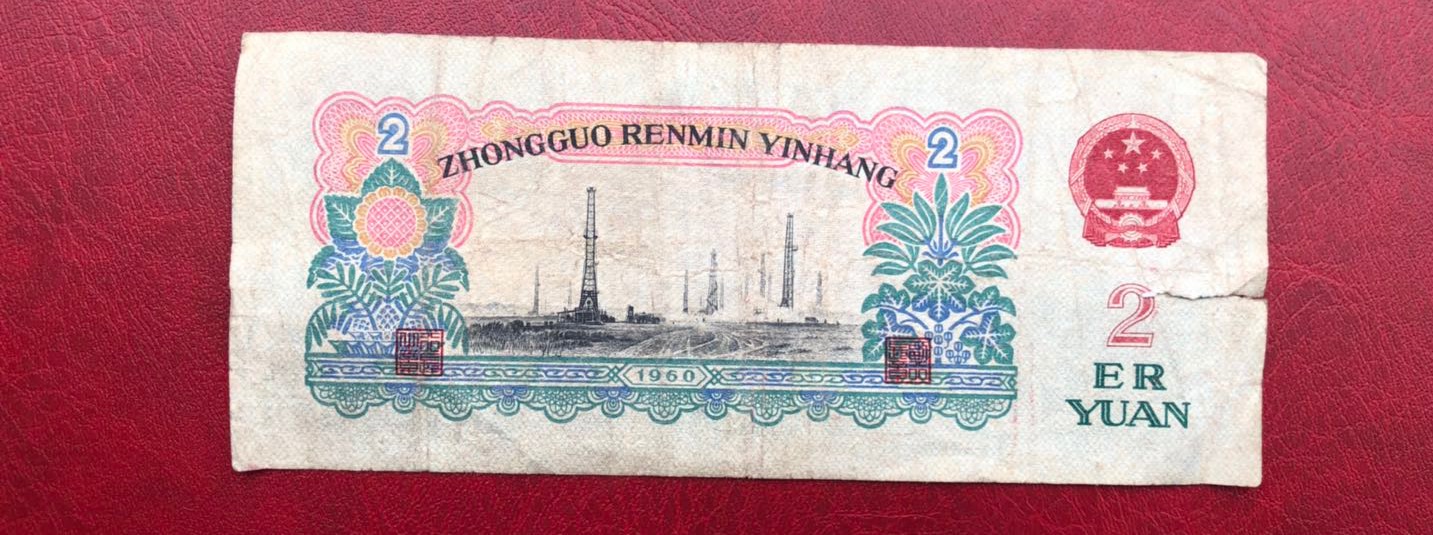 2
2
ZHONGGUO RENMIN YINHANG
1960
2
ER
YUAN